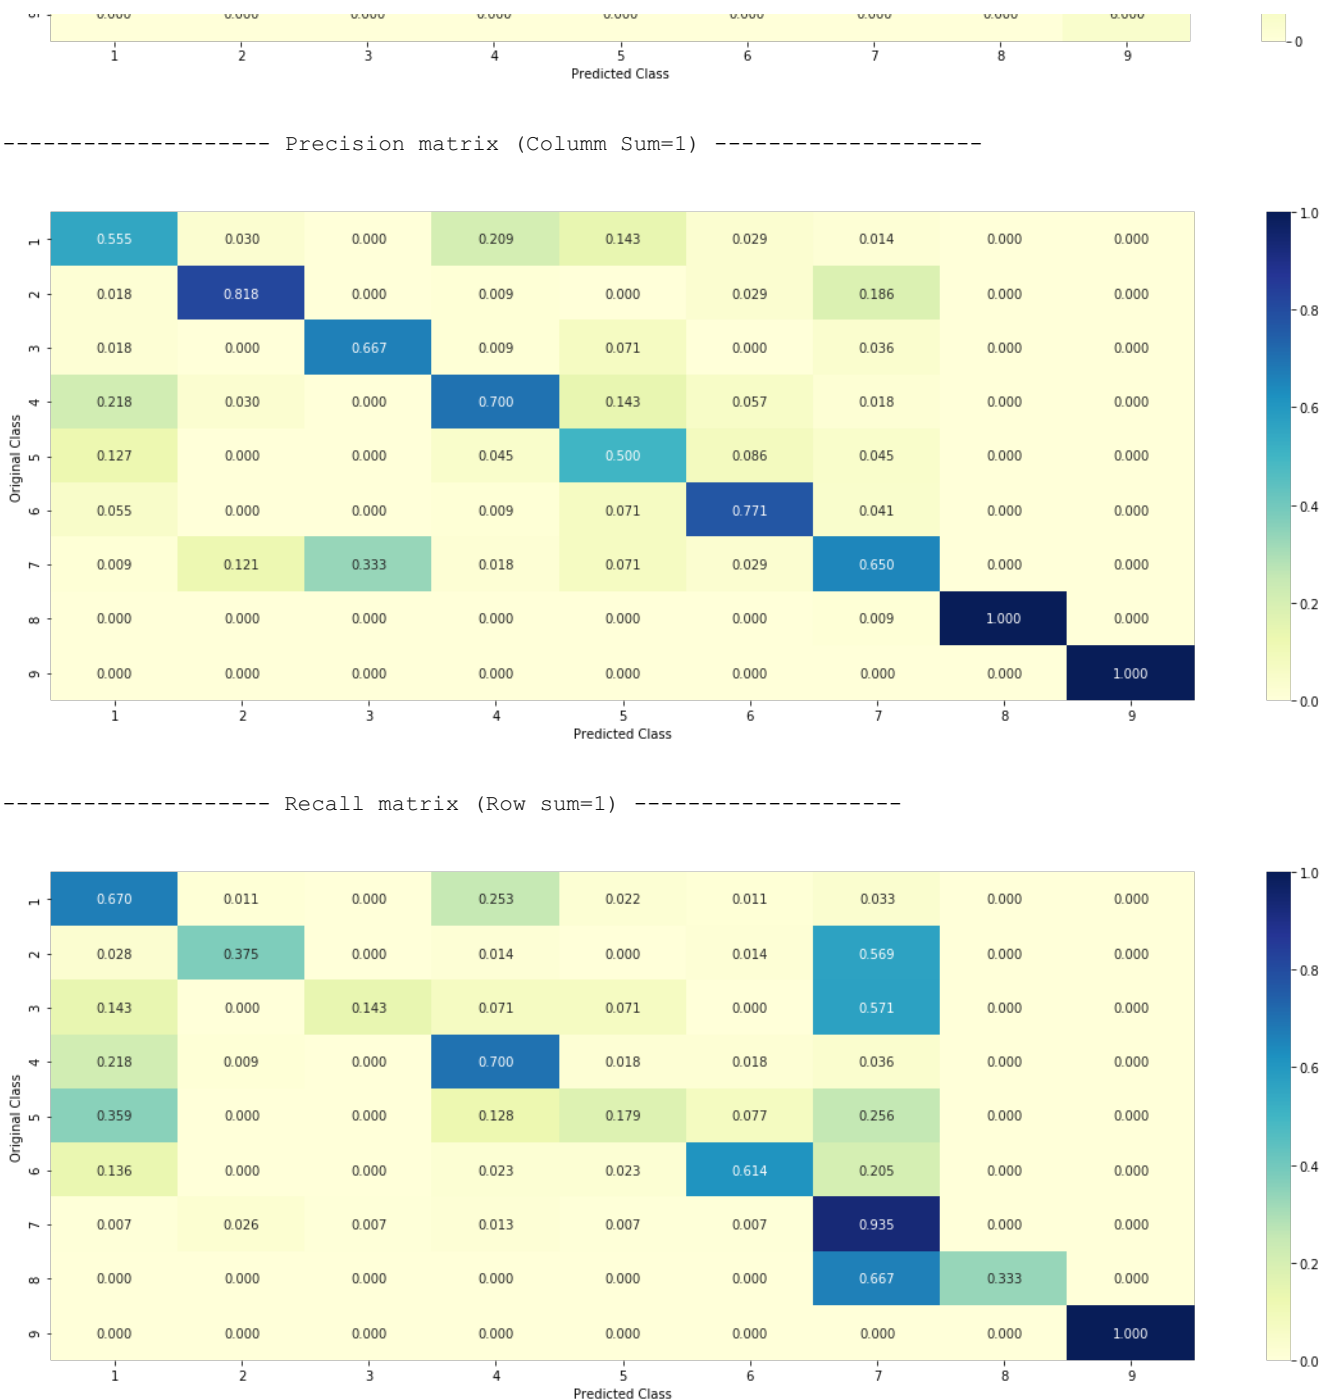 0.000 0.000 0.000 0.000 0.000 0.000 0.000 0.000 6.000
0
1 2 3 4 5 6 7 8 9
Predicted Class
-------------------- Precision matrix (Columm Sum=1) --------------------
1 0.555 0.030 0.000 0.209 0.143 0.029 0.014 0.000 0.000
2 0.018 0.818 0.000 0.009 0.000 0.029 0.186 0.000 0.000
3 0.018 0.000 0.667 0.009 0.071 0.000 0.036 0.000 0.000
4 0.218 0.030 0.000 0.700 0.143 0.057 0.018 0.000 0.000
5 0.127 0.000 0.000 0.045 0.500 0.086 0.045 0.000 0.000
6 0.055 0.000 0.000 0.009 0.071 0.771 0.041 0.000 0.000
7 0.009 0.121 0.333 0.018 0.071 0.029 0.650 0.000 0.000
8 0.000 0.000 0.000 0.000 0.000 0.000 0.009 1.000 0.000
9 0.000 0.000 0.000 0.000 0.000 0.000 0.000 0.000 1.000
Original Class
1 2 3 4 5 6 7 8 9
Predicted Class
1.0
0.8
0.6
0.4
0.2
0.0
-------------------- Recall matrix (Row sum=1) --------------------
1 0.670 0.011 0.000 0.253 0.022 0.011 0.033 0.000 0.000
2 0.028 0.375 0.000 0.014 0.000 0.014 0.569 0.000 0.000
3 0.143 0.000 0.143 0.071 0.071 0.000 0.571 0.000 0.000
4 0.218 0.009 0.000 0.700 0.018 0.018 0.036 0.000 0.000
5 0.359 0.000 0.000 0.128 0.179 0.077 0.256 0.000 0.000
6 0.136 0.000 0.000 0.023 0.023 0.614 0.205 0.000 0.000
7 0.007 0.026 0.007 0.013 0.007 0.007 0.935 0.000 0.000
8 0.000 0.000 0.000 0.000 0.000 0.000 0.667 0.333 0.000
9 0.000 0.000 0.000 0.000 0.000 0.000 0.000 0.000 1.000
Original Class
1 2 3 4 5 6 7 8 9
Predicted Class
1.0
0.8
0.6
0.4
0.2
0.0